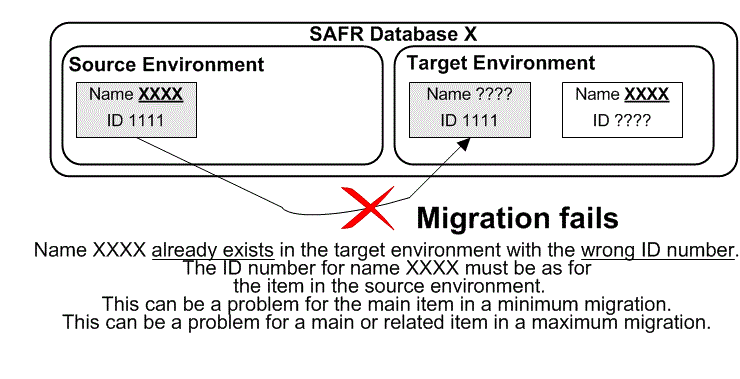 SAFR Database X
Source Environment
Target Environment
Name XXXX
ID 1111
Name ????
ID 1111
Name XXXX
ID ????
Migration fails
Name XXXX already exists in the target environment with the wrong ID number.
The ID number for name XXXX must be as for
the item in the source environment.
This can be a problem for the main item in a minimum migration.
This can be a problem for a main or related item in a maximum migration.